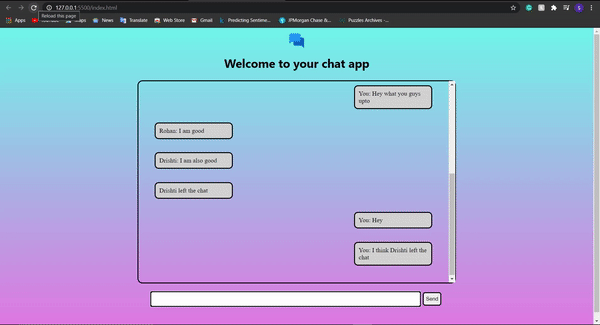 127.0.0.1:5500/index.html
Reload this page
Apps
YouTube
Maps
News
Translate
Web Store
Gmail
Predicting Sentime...
JPMorgan Chase &...
Puzzles Archives -...
Welcome to your chat app
You: Hey what you guys
upto
Rohan: I am good
Drishti: I am also good
Drishti left the chat
You: Hey
You: I think Drishti left the
chat
Send